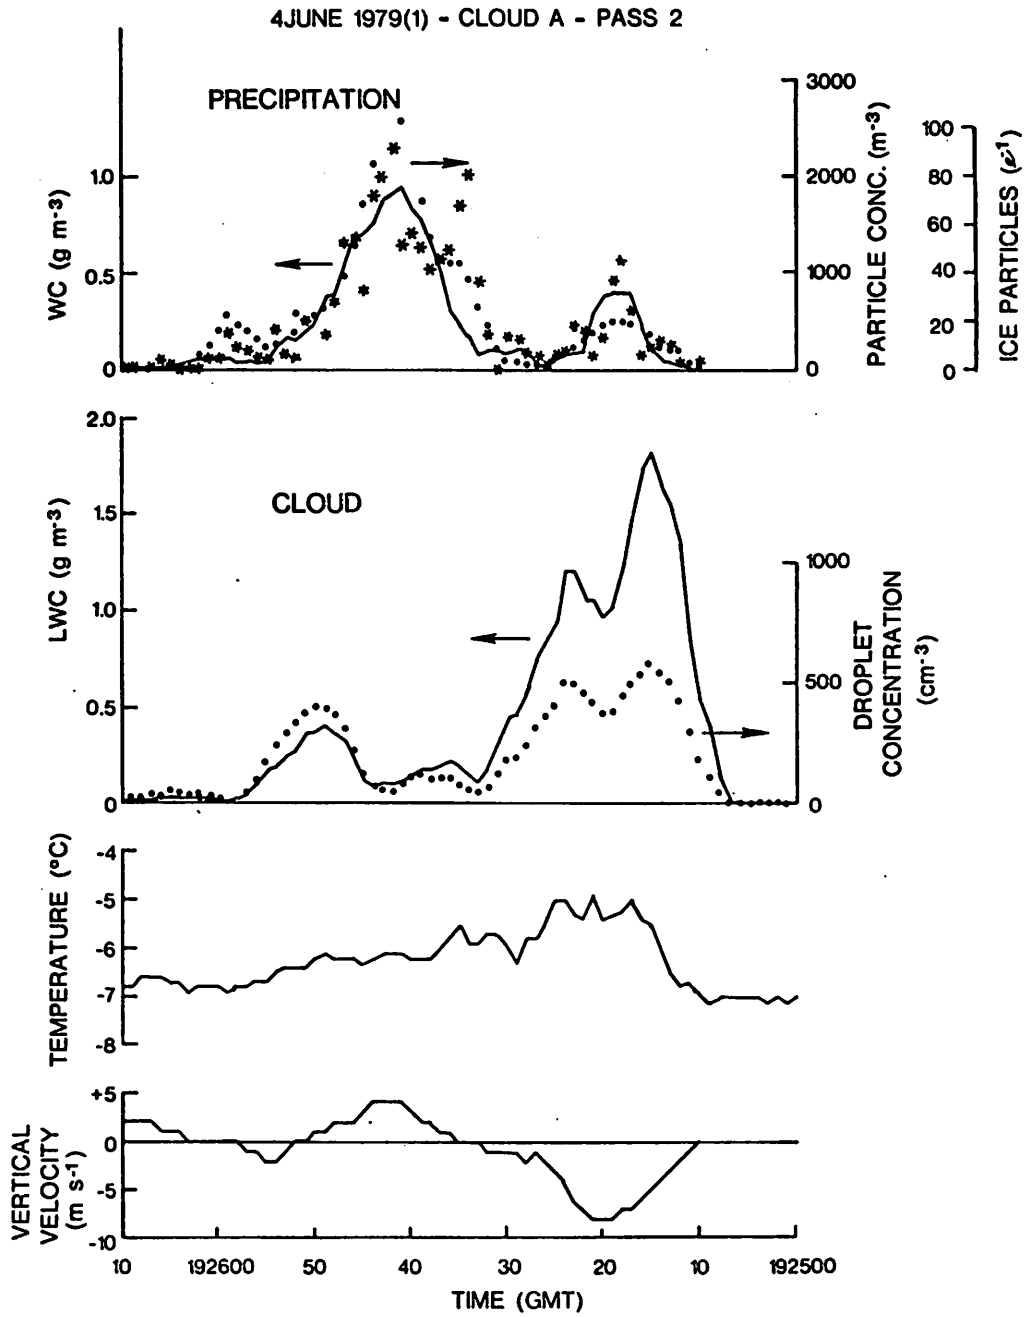 4JUNE 1979(1) - CLOUD A - PASS 2
PRECIPITATION
WC (g m-3)
1.0
0.5
0
3000
2000
1000
0
PARTICLE CONC. (m-3)
100
80
60
40
20
0
ICE PARTICLES (ℓ-1)
CLOUD
LWC (g m-3)
2.0
1.5
1.0
0.5
0
1000
500
0
DROPLET
CONCENTRATION
(cm-3)
TEMPERATURE (°C)
-4
-5
-6
-7
-8
VERTICAL
VELOCITY
(m s-1)
+5
0
-5
-10
10 192600 50 40 30 20 10 192500
TIME (GMT)